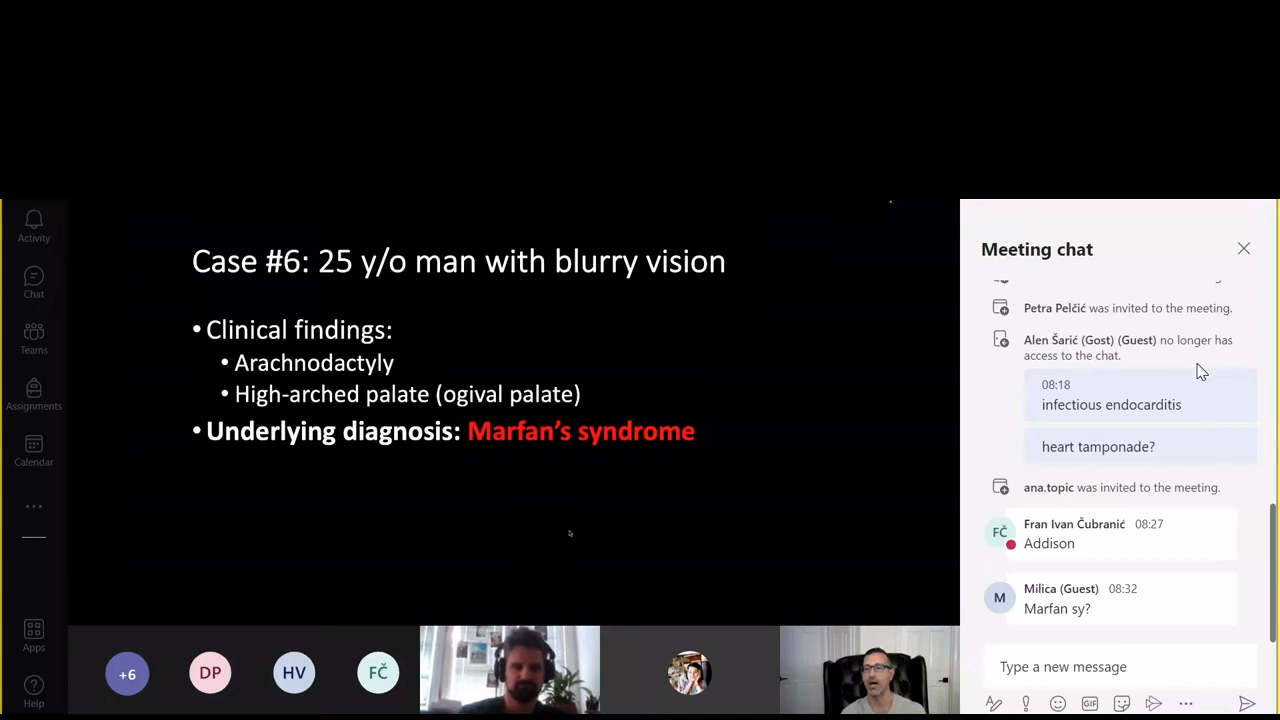 Activity
Chat
Teams
Assignments
Calendar
Apps
Help
Case #6: 25 y/o man with blurry vision
• Clinical findings:
• Arachnodactyly
• High-arched palate (ogival palate)
• Underlying diagnosis: Marfan’s syndrome
+6
DP
HV
FČ
Meeting chat
Petra Pelčić was invited to the meeting.
Alen Šarić (Gost) (Guest) no longer has
access to the chat.
08:18
infectious endocarditis
heart tamponade?
ana.topic was invited to the meeting.
FČ
Fran Ivan Čubranić 08:27
Addison
M
Milica (Guest) 08:32
Marfan sy?
Type a new message
GIF